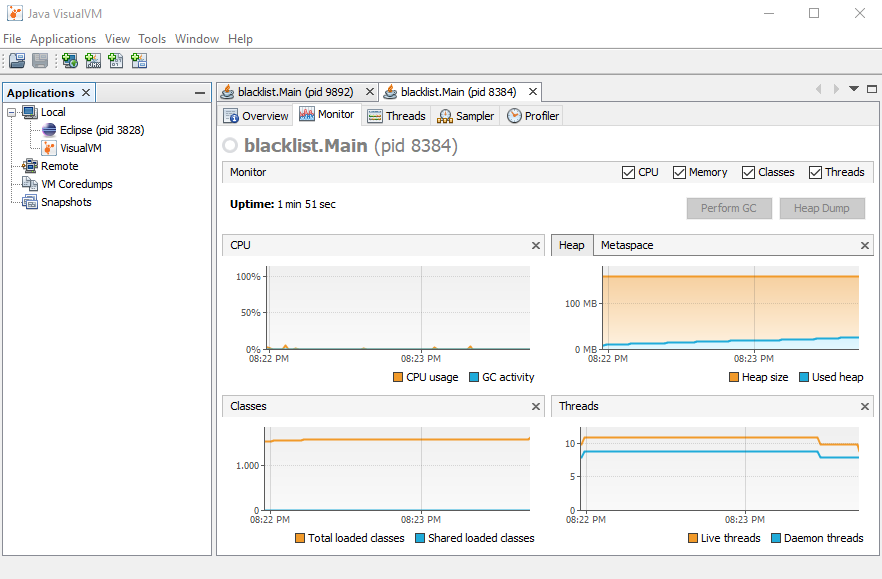 Java VisualVM
File Applications View Tools Window Help
Applications
Local
Eclipse (pid 3828)
VisualVM
Remote
VM Coredumps
Snapshots
blacklist.Main (pid 9892) blacklist.Main (pid 8384)
Overview Monitor Threads Sampler Profiler
blacklist.Main (pid 8384)
Monitor CPU Memory Classes Threads
Uptime: 1 min 51 sec Perform GC Heap Dump
CPU
100%
50%
0%
08:22 PM 08:23 PM
CPU usage GC activity
Heap Metaspace
100 MB
0 MB
08:22 PM 08:23 PM
Heap size Used heap
Classes
1.000
0
08:22 PM 08:23 PM
Total loaded classes Shared loaded classes
Threads
10
5
0
08:22 PM 08:23 PM
Live threads Daemon threads